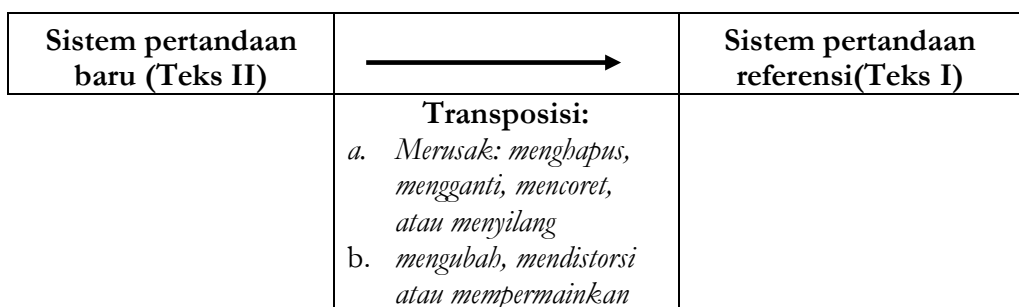 Sistem pertandaan
baru (Teks II)
Sistem pertandaan
referensi(Teks I)
Transposisi:
a. Merusak: menghapus,
mengganti, mencoret,
atau menyilang
b. mengubah, mendistorsi
atau mempermainkan